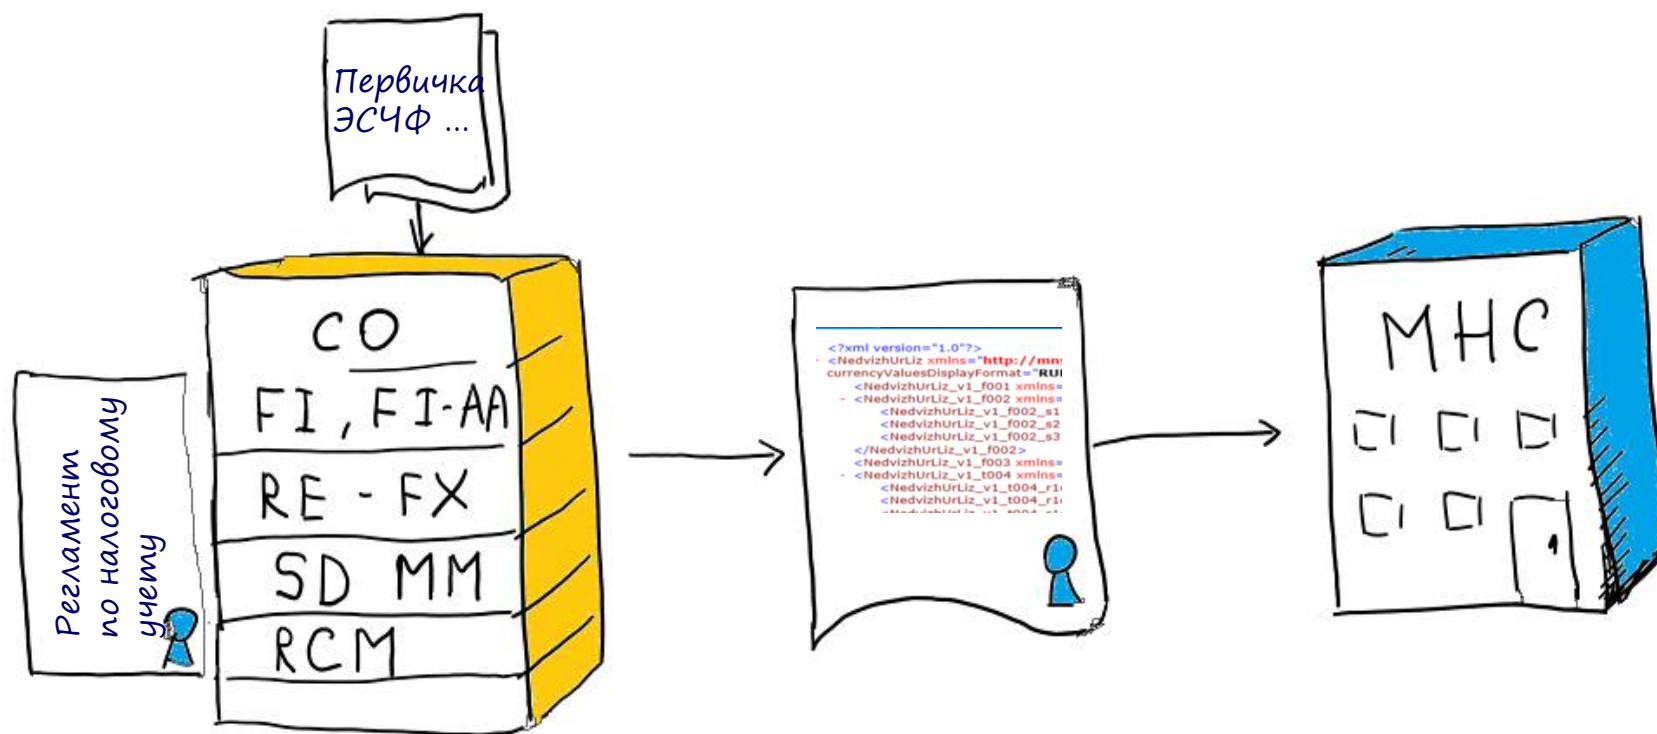 Первичка
ЭСЧФ ...
CO
FI, FI-AA
RE - FX
SD MM
RCM
Регламент
по налоговому
учету
<?xml version="1.0"?>
- <NedvizhUrLiz xmlns="http://mns
currencyValuesDisplayFormat="RUI
<NedvizhUrLiz_v1_f001 xmlns=
- <NedvizhUrLiz_v1_f002 xmlns=
<NedvizhUrLiz_v1_f002_s1
<NedvizhUrLiz_v1_f002_s2
<NedvizhUrLiz_v1_f002_s3
</NedvizhUrLiz_v1_f002>
<NedvizhUrLiz_v1_f003 xmlns=
- <NedvizhUrLiz_v1_t004 xmlns=
<NedvizhUrLiz_v1_t004_r1
<NedvizhUrLiz_v1_t004_r1
МНС